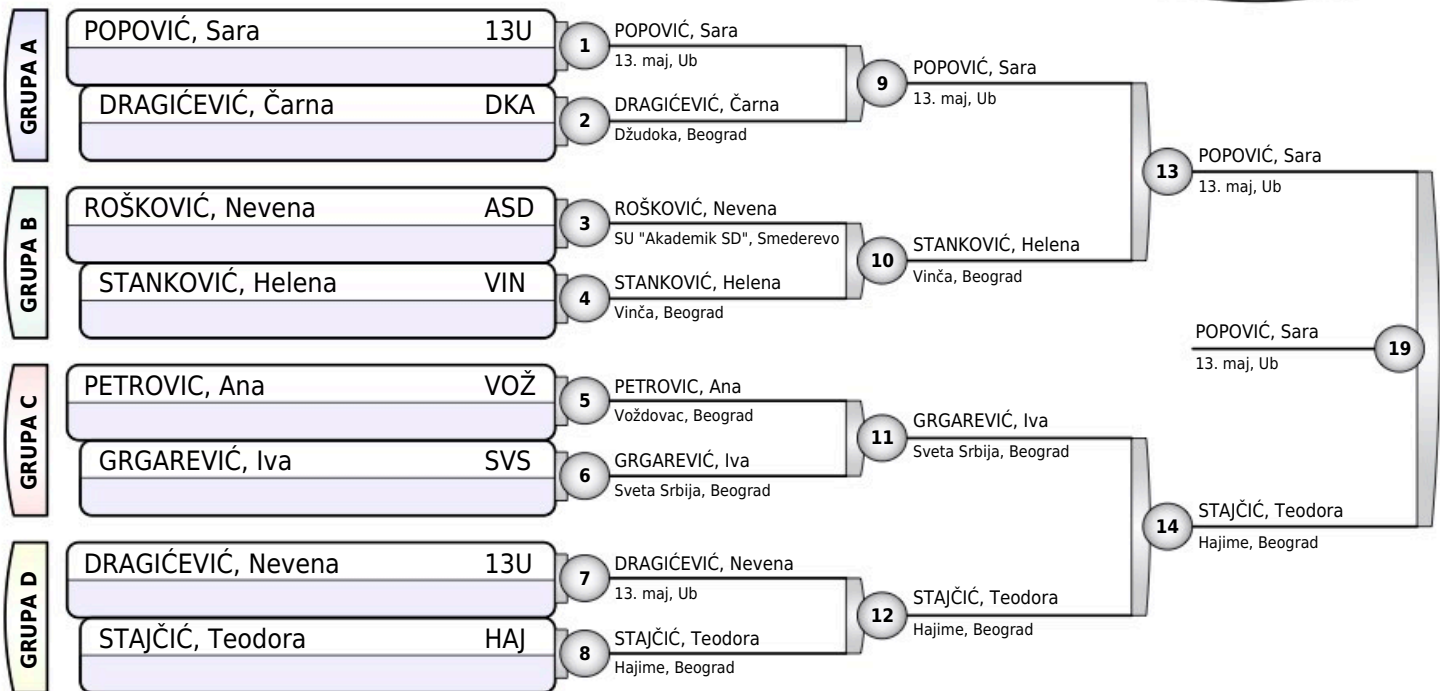 GRUPA A
POPOVIĆ, Sara 13U
DRAGIĆEVIĆ, Čarna DKA
GRUPA B
ROŠKOVIĆ, Nevena ASD
STANKOVIĆ, Helena VIN
GRUPA C
PETROVIC, Ana VOŽ
GRGAREVIĆ, Iva SVS
GRUPA D
DRAGIĆEVIĆ, Nevena 13U
STAJČIĆ, Teodora HAJ
1
POPOVIĆ, Sara
13. maj, Ub
2
DRAGIĆEVIĆ, Čarna
Džudoka, Beograd
3
ROŠKOVIĆ, Nevena
SU "Akademik SD", Smederevo
4
STANKOVIĆ, Helena
Vinča, Beograd
5
PETROVIC, Ana
Voždovac, Beograd
6
GRGAREVIĆ, Iva
Sveta Srbija, Beograd
7
DRAGIĆEVIĆ, Nevena
13. maj, Ub
8
STAJČIĆ, Teodora
Hajime, Beograd
9
POPOVIĆ, Sara
13. maj, Ub
10
STANKOVIĆ, Helena
Vinča, Beograd
11
GRGAREVIĆ, Iva
Sveta Srbija, Beograd
12
STAJČIĆ, Teodora
Hajime, Beograd
13
POPOVIĆ, Sara
13. maj, Ub
14
STAJČIĆ, Teodora
Hajime, Beograd
POPOVIĆ, Sara
13. maj, Ub
19